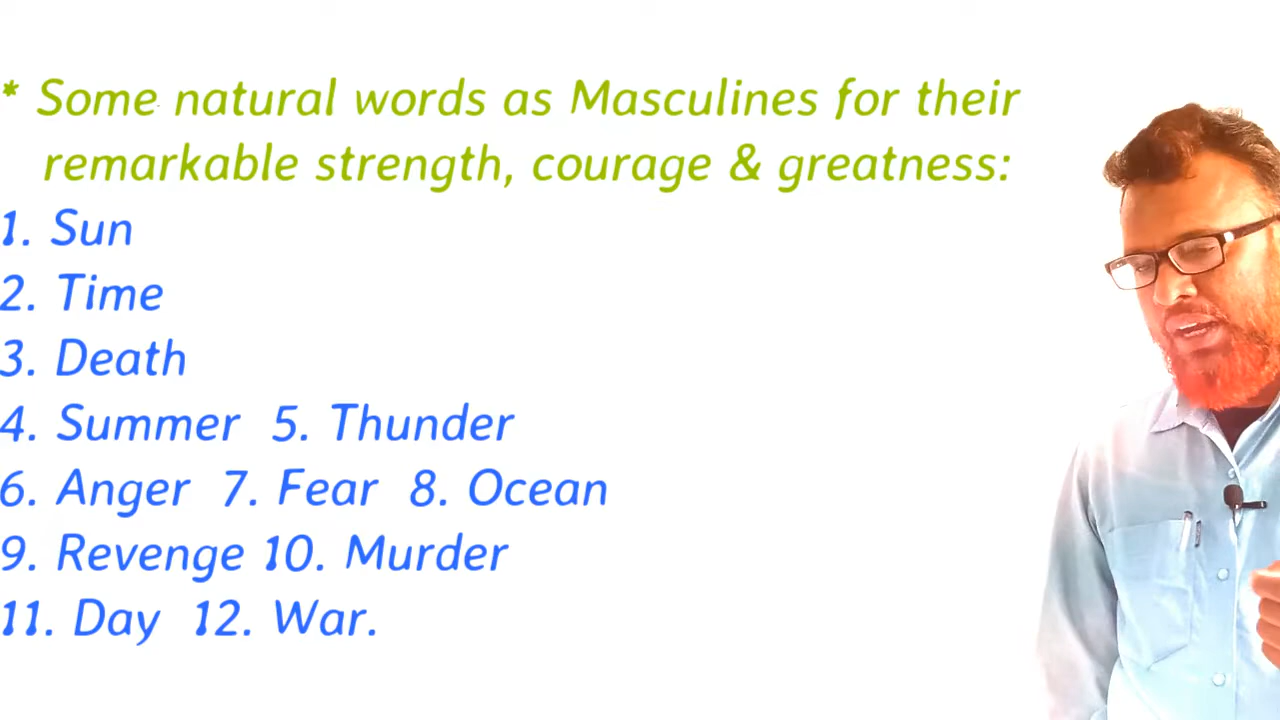 * Some natural words as Masculines for their
remarkable strength, courage & greatness:
1. Sun
2. Time
3. Death
4. Summer 5. Thunder
6. Anger 7. Fear 8. Ocean
9. Revenge 10. Murder
11. Day 12. War.